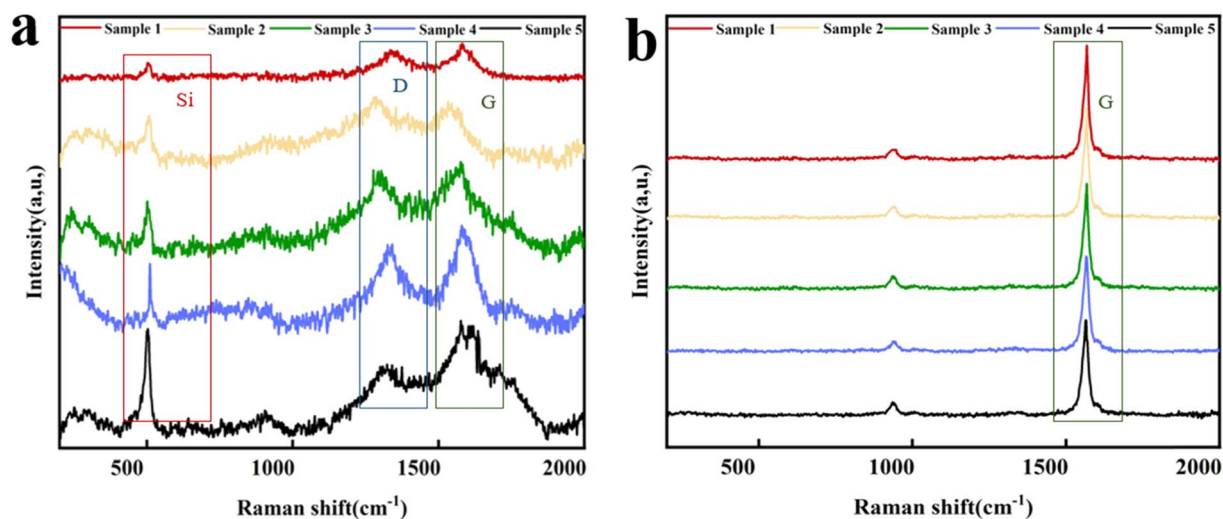 a
Sample 1 Sample 2 Sample 3 Sample 4 Sample 5
Si
D
G
Intensity(a,u.)
500 1000 1500 2000
Raman shift(cm⁻¹)
b
Sample 1 Sample 2 Sample 3 Sample 4 Sample 5
G
Intensity(a,u,)
500 1000 1500 2000
Raman shift(cm⁻¹)